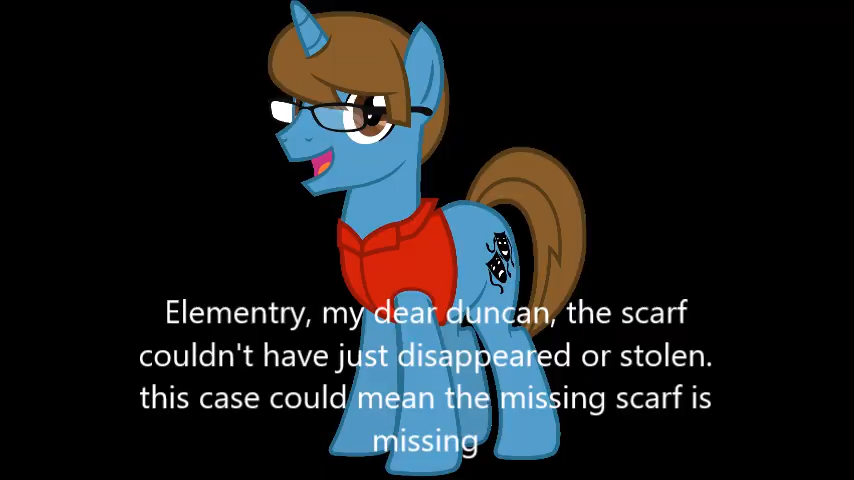 Elementry, my dear duncan, the scarf
couldn't have just disappeared or stolen.
this case could mean the missing scarf is
missing